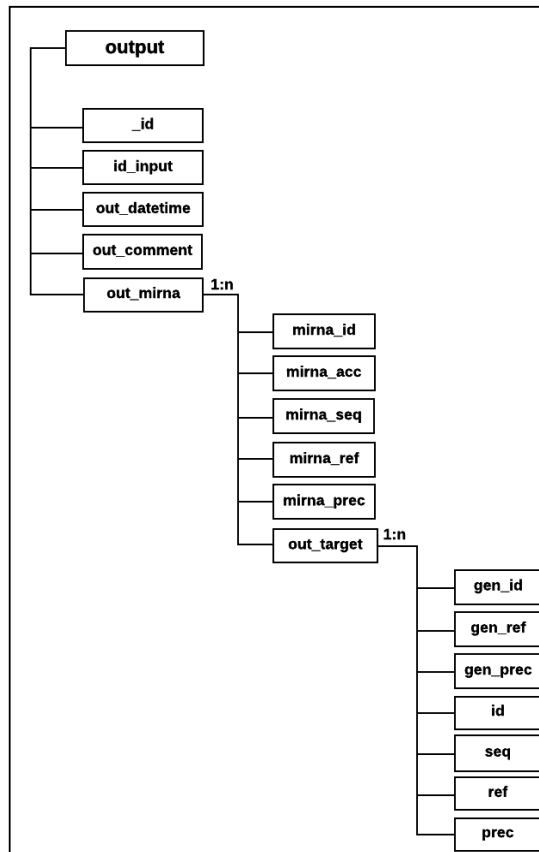 output
_id
id_input
out_datetime
out_comment
out_mirna
1:n
mirna_id
mirna_acc
mirna_seq
mirna_ref
mirna_prec
out_target
1:n
gen_id
gen_ref
gen_prec
id
seq
ref
prec